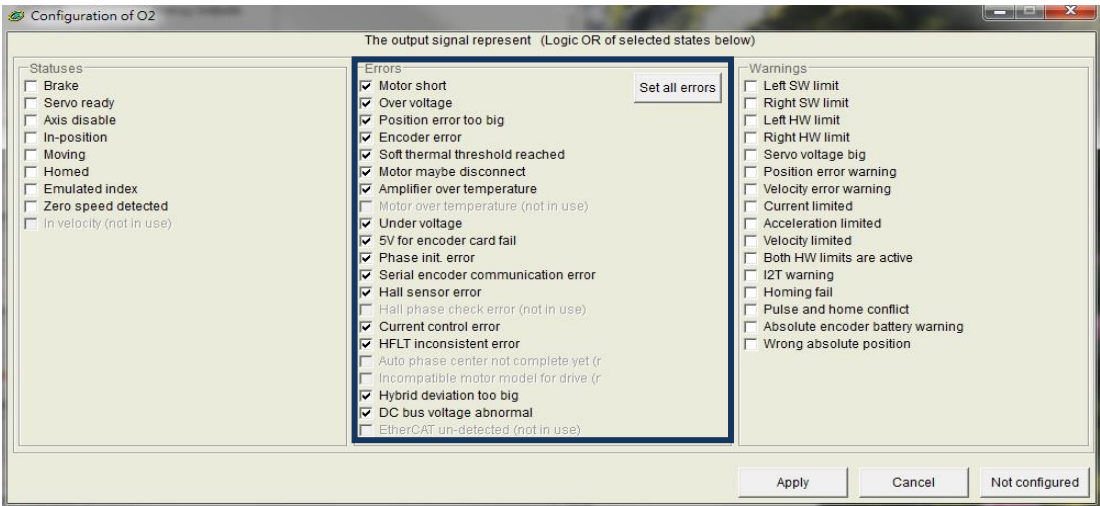 Configuration of O2
The output signal represent (Logic OR of selected states below)
Statuses
Brake
Servo ready
Axis disable
In-position
Moving
Homed
Emulated index
Zero speed detected
In velocity (not in use)
Errors
Set all errors
Motor short
Over voltage
Position error too big
Encoder error
Soft thermal threshold reached
Motor maybe disconnect
Amplifier over temperature
Motor over temperature (not in use)
Under voltage
5V for encoder card fail
Phase init. error
Serial encoder communication error
Hall sensor error
Hall phase check error (not in use)
Current control error
HFLT inconsistent error
Auto phase center not complete yet (r
Incompatible motor model for drive (r
Hybrid deviation too big
DC bus voltage abnormal
EtherCAT un-detected (not in use)
Warnings
Left SW limit
Right SW limit
Left HW limit
Right HW limit
Servo voltage big
Position error warning
Velocity error warning
Current limited
Acceleration limited
Velocity limited
Both HW limits are active
I2T warning
Homing fail
Pulse and home conflict
Absolute encoder battery warning
Wrong absolute position
Apply
Cancel
Not configured